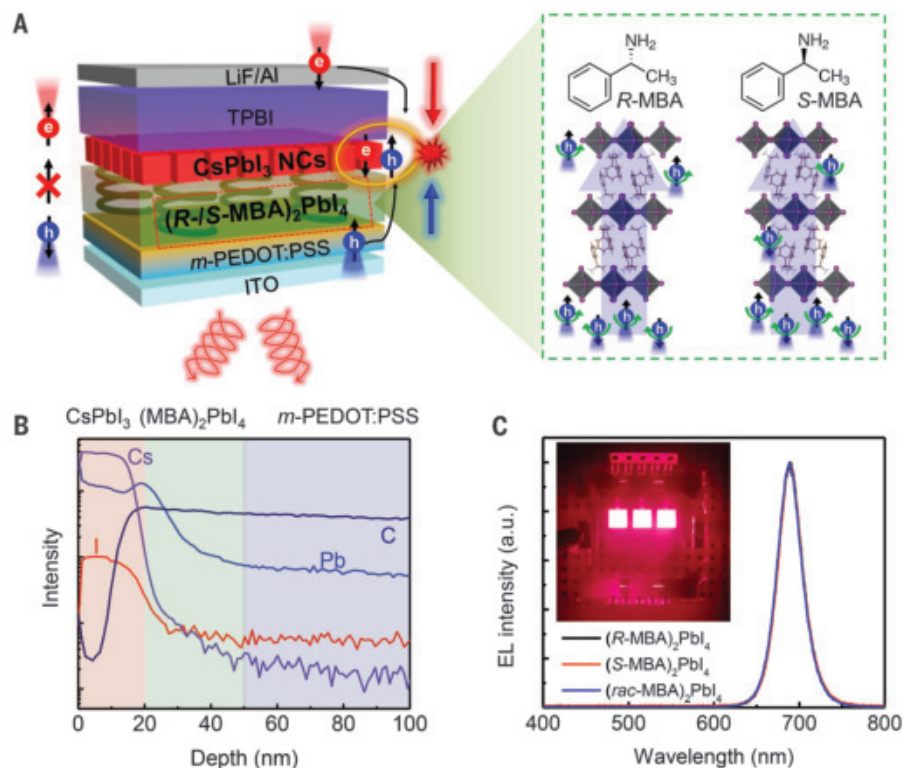 A
e
LiF/Al
TPBI
CsPbI₃ NCs
e
h
(R-/S-MBA)₂PbI₄
h
h
m-PEDOT:PSS
ITO
NH₂
NH₂
CH₃
CH₃
R-MBA
S-MBA
h
h
h
h
h
h
h
h
h
h
h
h
B
CsPbI₃ (MBA)₂PbI₄ m-PEDOT:PSS
Cs
I
C
Pb
Intensity
0 20 40 60 80 100
Depth (nm)
C
EL intensity (a.u.)
(R-MBA)₂PbI₄
(S-MBA)₂PbI₄
(rac-MBA)₂PbI₄
400 500 600 700 800
Wavelength (nm)